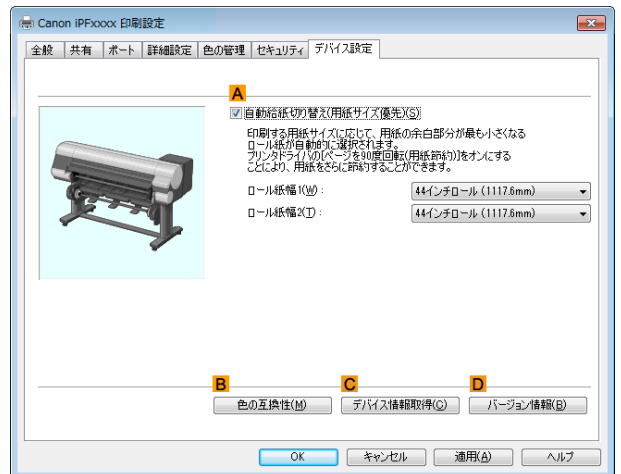 Canon iPFxxxx 印刷設定
全般 共有 ポート 詳細設定 色の管理 セキュリティ デバイス設定
A
自動給紙切り替え(用紙サイズ優先)(S)
印刷する用紙サイズに応じて、用紙の余白部分が最も小さくなる
ロール紙が自動的に選択されます。
プリンタドライバの[ページを90度回転(用紙節約)]をオンにする
ことにより、用紙をさらに節約することができます。
ロール紙幅1(W) : 44インチロール (1117.6mm)
ロール紙幅2(T) : 44インチロール (1117.6mm)
B C D
色の互換性(M) デバイス情報取得(C) バージョン情報(B)
OK キャンセル 適用(A) ヘルプ